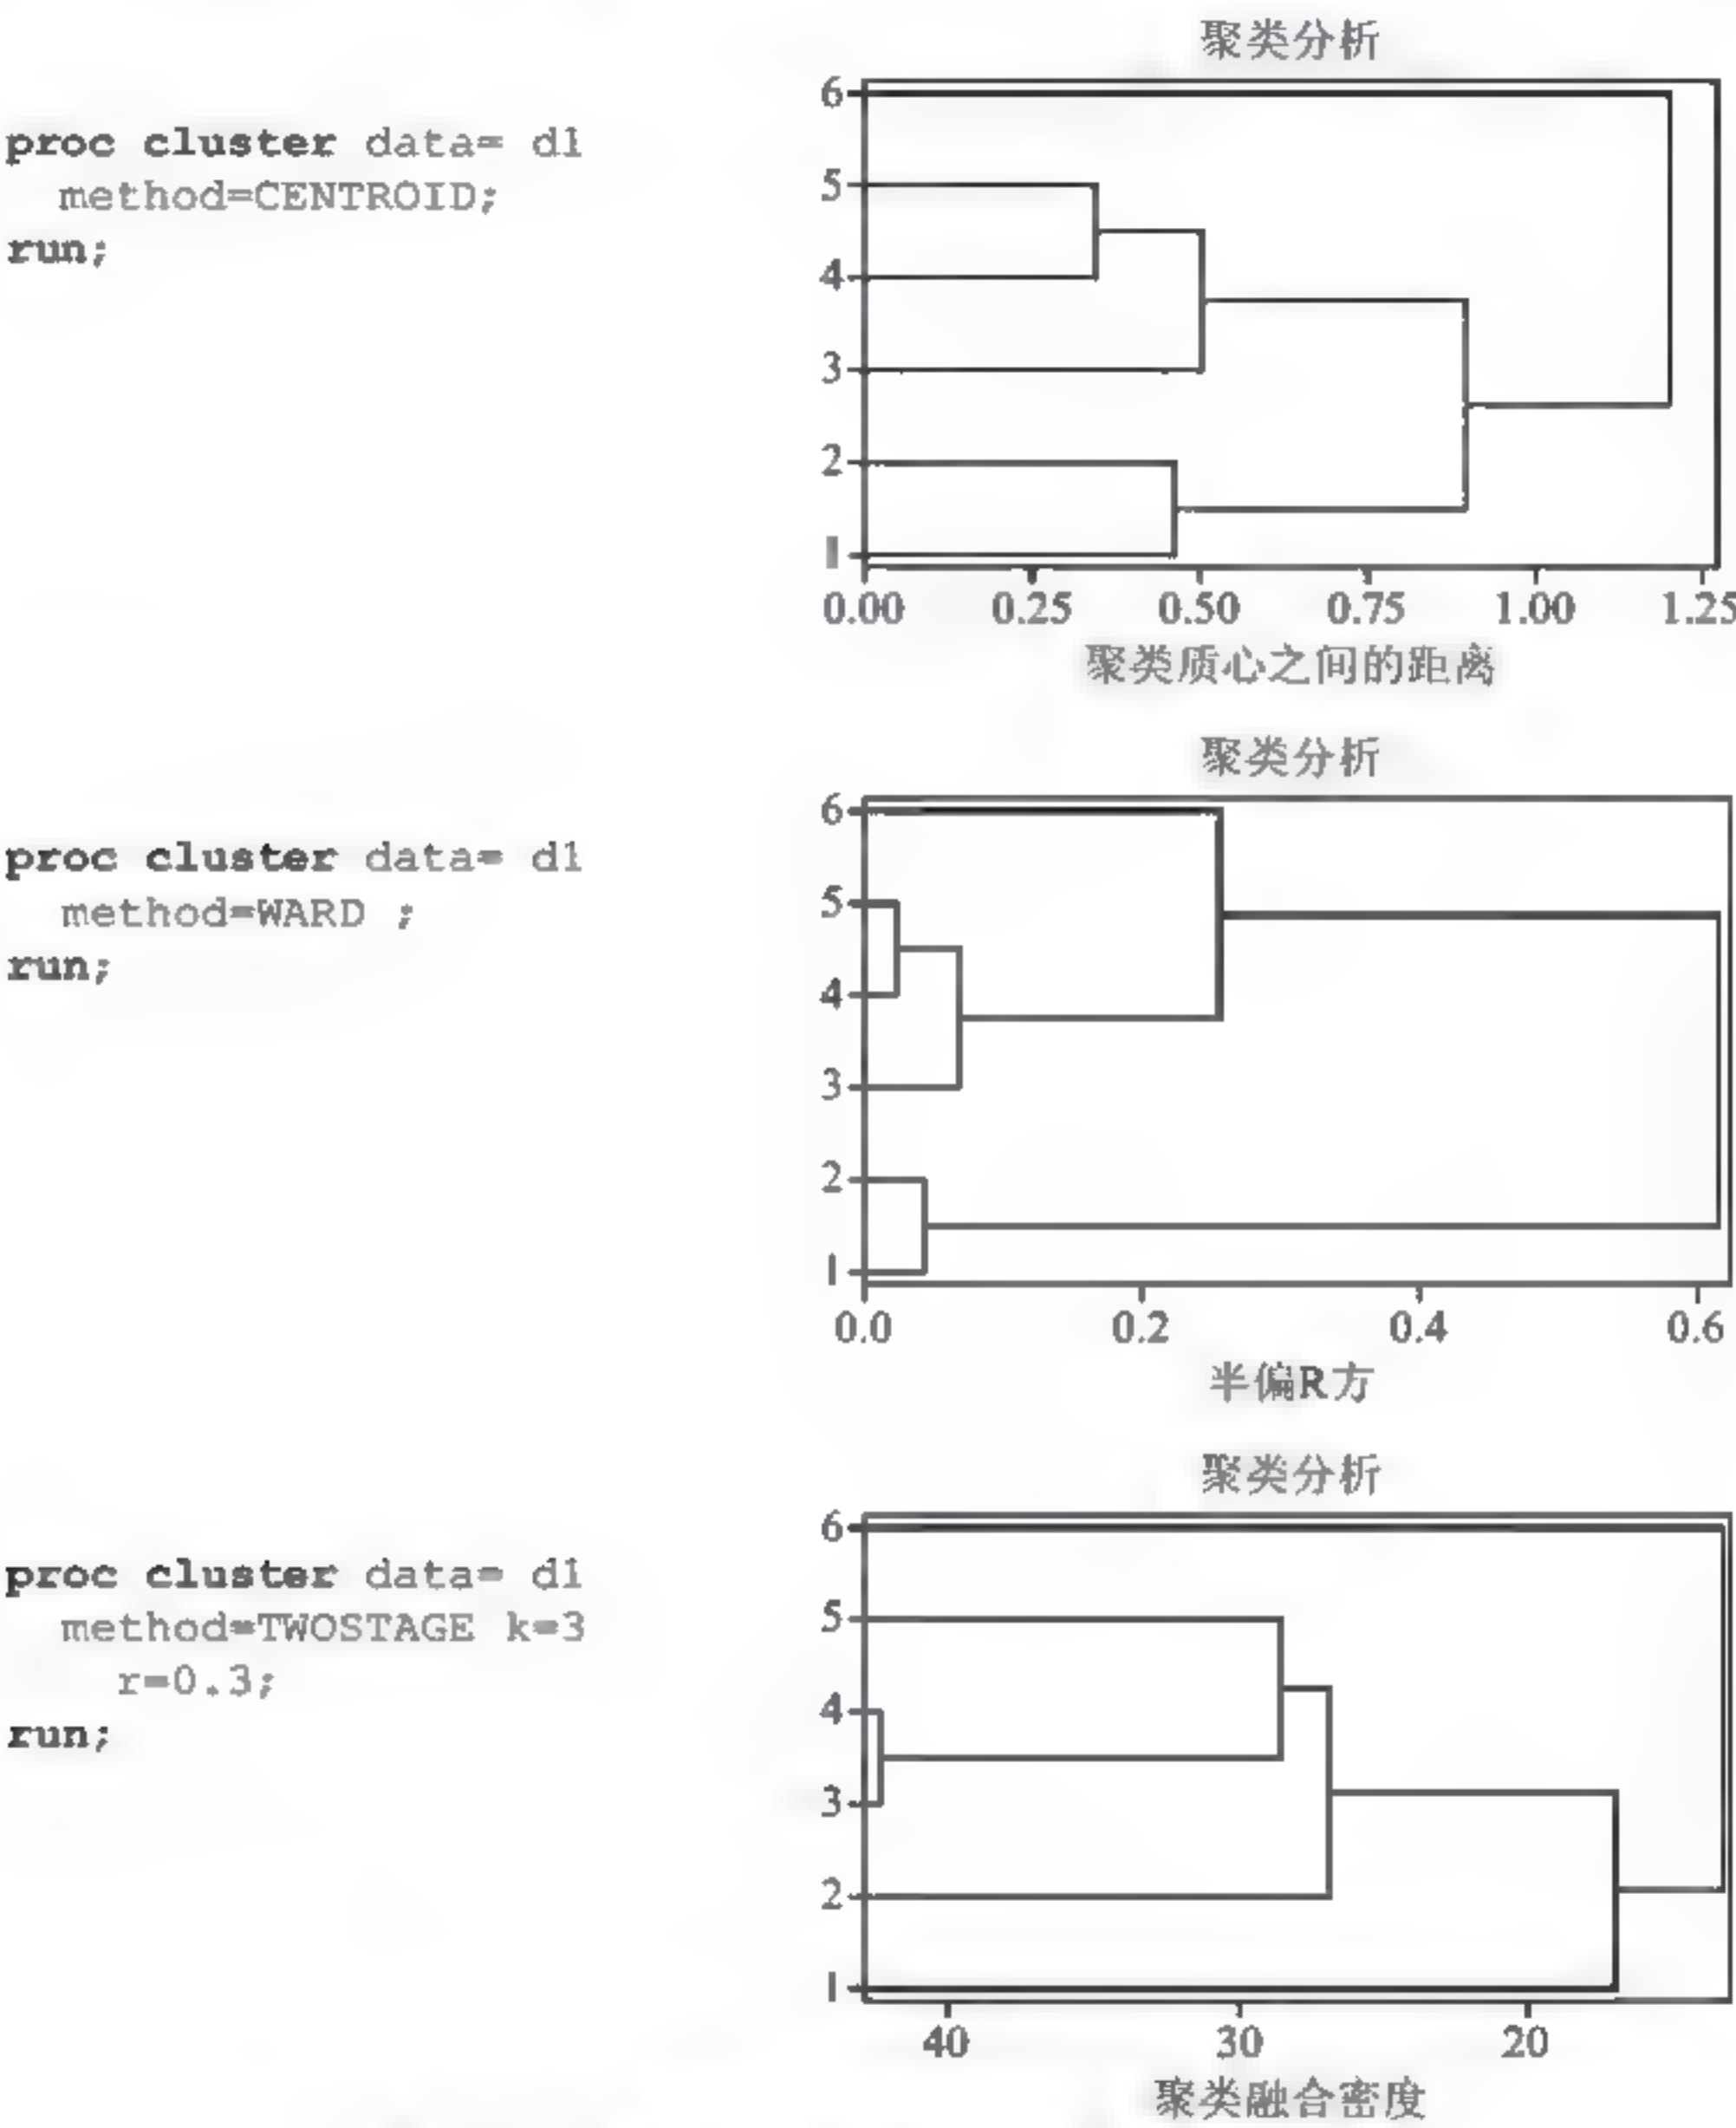 聚类分析
proc cluster data= d1
method=CENTROID;
run;
6
5
4
3
2
1
0.00 0.25 0.50 0.75 1.00 1.25
聚类质心之间的距离
聚类分析
proc cluster data= d1
method=WARD ;
run;
6
5
4
3
2
1
0.0 0.2 0.4 0.6
半偏R方
聚类分析
proc cluster data= d1
method=TWOSTAGE k=3
r=0.3;
run;
6
5
4
3
2
1
40 30 20
聚类融合密度